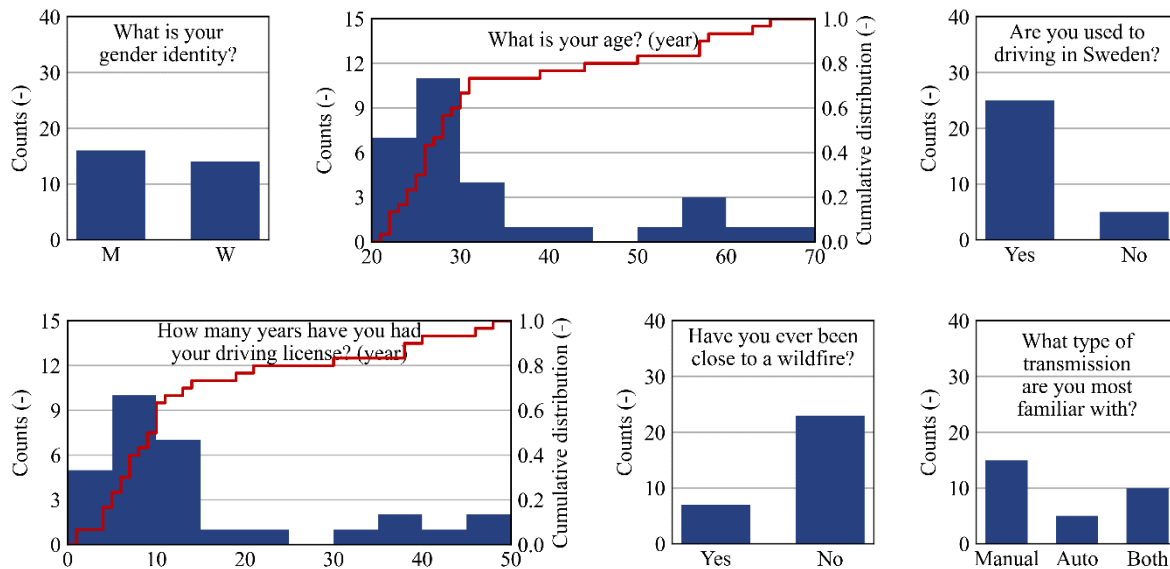 What is your
gender identity?
Counts (-)
40
30
20
10
0
M W
What is your age? (year)
Counts (-)
15
12
9
6
3
0
20 30 40 50 60 70
1.0
0.8
0.6
0.4
0.2
0.0
Cumulative distribution (-)
Are you used to
driving in Sweden?
Counts (-)
40
30
20
10
0
Yes No
How many years have you had
your driving license? (year)
Counts (-)
15
12
9
6
3
0
0 10 20 30 40 50
1.0
0.8
0.6
0.4
0.2
0.0
Cumulative distribution (-)
Have you ever been
close to a wildfire?
Counts (-)
40
30
20
10
0
Yes No
What type of
transmission
are you most
familiar with?
Counts (-)
40
30
20
10
0
Manual Auto Both